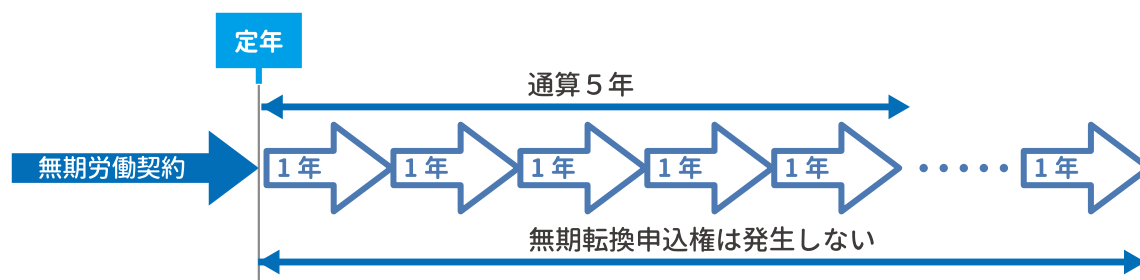 定年
通算５年
無期労働契約
１年
１年
１年
１年
１年
１年
無期転換申込権は発生しない